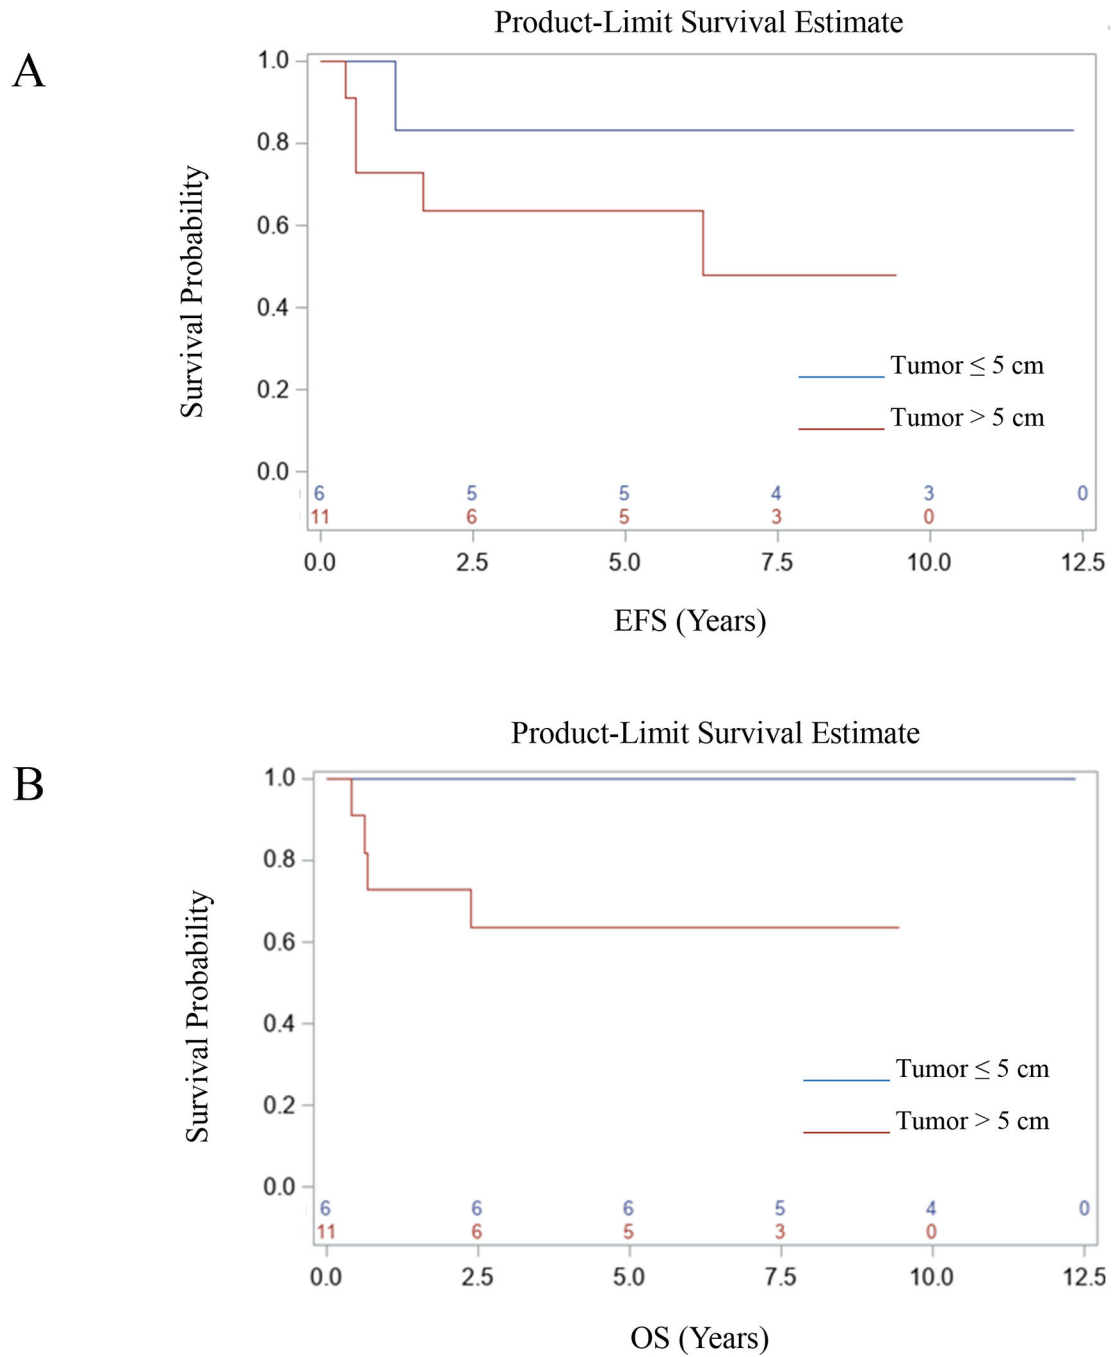 Product-Limit Survival Estimate
A
1.0
0.8
0.6
0.4
0.2
0.0
Survival Probability
Tumor ≤ 5 cm
Tumor > 5 cm
6 5 5 4 3 0
11 6 5 3 0
0.0 2.5 5.0 7.5 10.0 12.5
EFS (Years)
Product-Limit Survival Estimate
B
1.0
0.8
0.6
0.4
0.2
0.0
Survival Probability
Tumor ≤ 5 cm
Tumor > 5 cm
6 6 6 5 4 0
11 6 5 3 0
0.0 2.5 5.0 7.5 10.0 12.5
OS (Years)